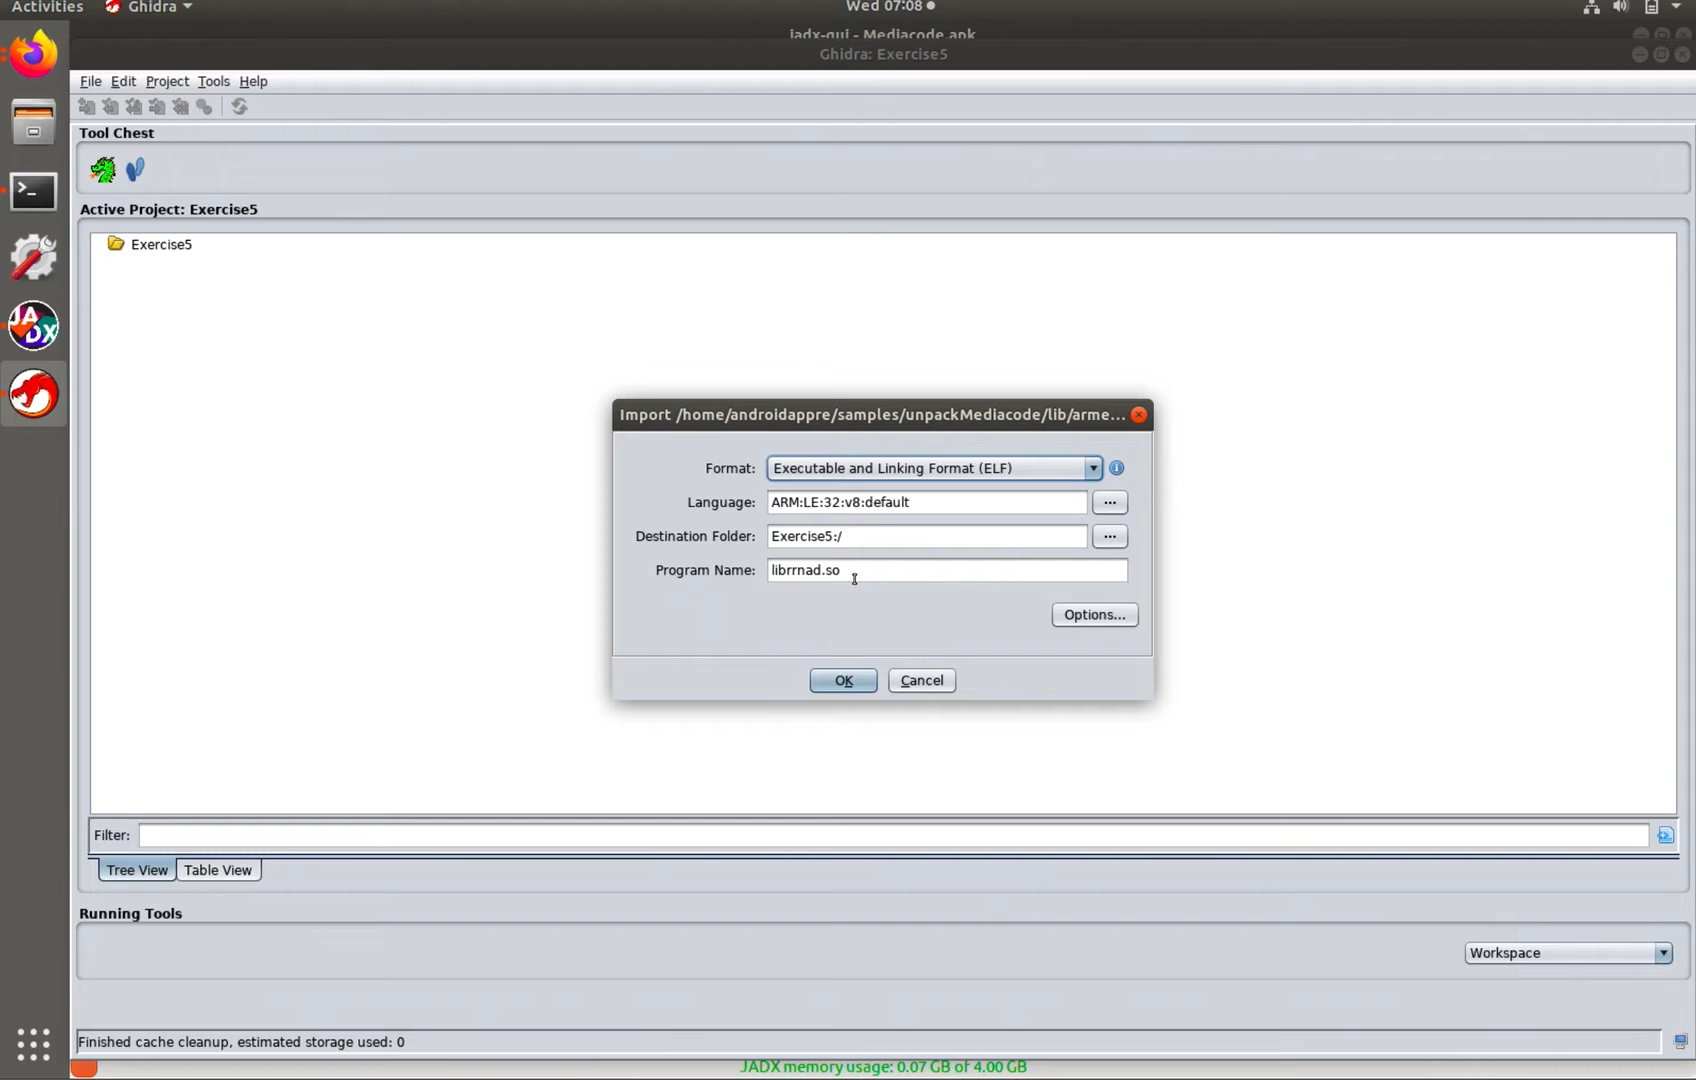 Activities Ghidra Wed 07:08
jadx-gui - Mediacode.apk
Ghidra: Exercise5
File Edit Project Tools Help
Tool Chest
Active Project: Exercise5
Exercise5
Import /home/androidappre/samples/unpackMediacode/lib/arme...
Format: Executable and Linking Format (ELF)
Language: ARM:LE:32:v8:default ...
Destination Folder: Exercise5:/ ...
Program Name: librrnad.so
Options...
OK Cancel
Filter:
Tree View Table View
Running Tools
Workspace
Finished cache cleanup, estimated storage used: 0
JADX memory usage: 0.07 GB of 4.00 GB
JA
DX